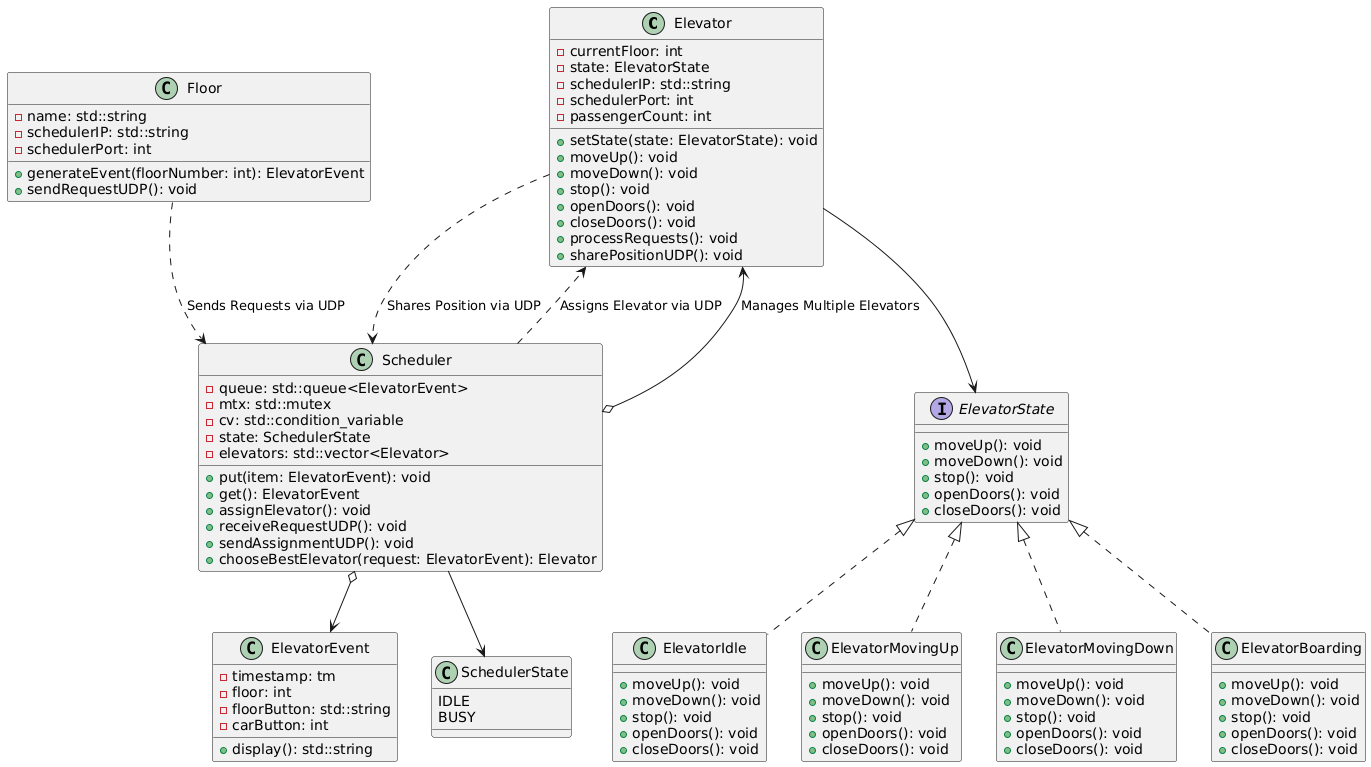 C Elevator
currentFloor: int
state: ElevatorState
schedulerIP: std::string
schedulerPort: int
passengerCount: int
setState(state: ElevatorState): void
moveUp(): void
moveDown(): void
stop(): void
openDoors(): void
closeDoors(): void
processRequests(): void
sharePositionUDP(): void
C Floor
name: std::string
schedulerIP: std::string
schedulerPort: int
generateEvent(floorNumber: int): ElevatorEvent
sendRequestUDP(): void
Sends Requests via UDP
Shares Position via UDP
Assigns Elevator via UDP
Manages Multiple Elevators
C Scheduler
queue: std::queue<ElevatorEvent>
mtx: std::mutex
cv: std::condition_variable
state: SchedulerState
elevators: std::vector<Elevator>
put(item: ElevatorEvent): void
get(): ElevatorEvent
assignElevator(): void
receiveRequestUDP(): void
sendAssignmentUDP(): void
chooseBestElevator(request: ElevatorEvent): Elevator
I ElevatorState
moveUp(): void
moveDown(): void
stop(): void
openDoors(): void
closeDoors(): void
C ElevatorEvent
timestamp: tm
floor: int
floorButton: std::string
carButton: int
display(): std::string
C SchedulerState
IDLE
BUSY
C ElevatorIdle
moveUp(): void
moveDown(): void
stop(): void
openDoors(): void
closeDoors(): void
C ElevatorMovingUp
moveUp(): void
moveDown(): void
stop(): void
openDoors(): void
closeDoors(): void
C ElevatorMovingDown
moveUp(): void
moveDown(): void
stop(): void
openDoors(): void
closeDoors(): void
C ElevatorBoarding
moveUp(): void
moveDown(): void
stop(): void
openDoors(): void
closeDoors(): void